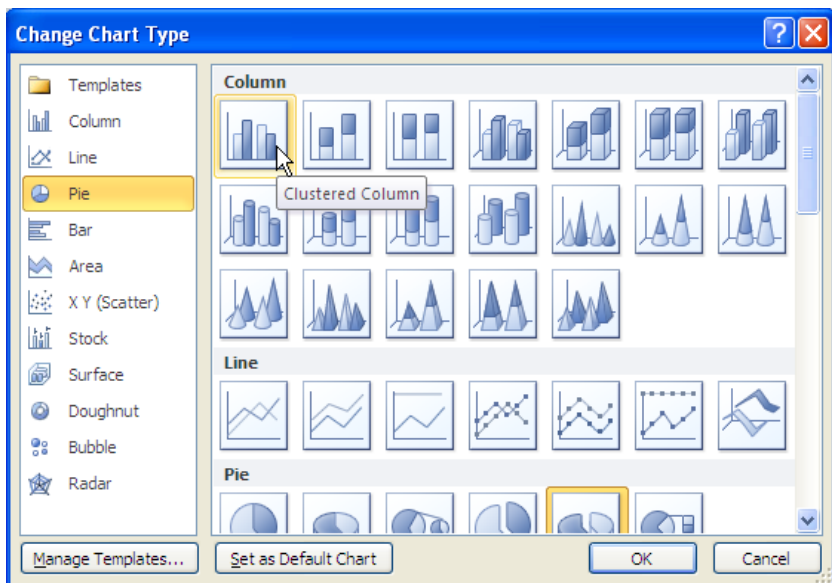 Change Chart Type
Templates
Column
Line
Pie
Bar
Area
X Y (Scatter)
Stock
Surface
Doughnut
Bubble
Radar
Column
Clustered Column
Line
Pie
Manage Templates...
Set as Default Chart
OK
Cancel